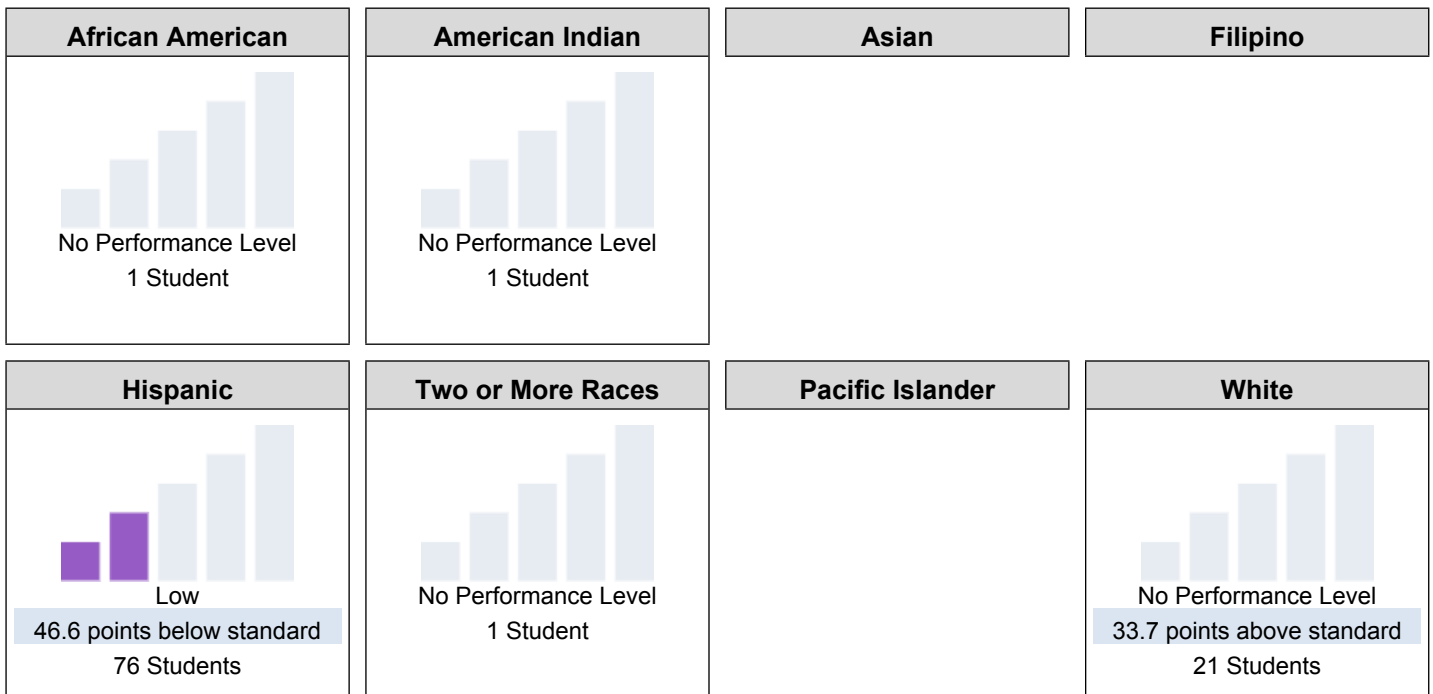 African American
No Performance Level
1 Student
American Indian
No Performance Level
1 Student
Asian
Filipino
Hispanic
Low
46.6 points below standard
76 Students
Two or More Races
No Performance Level
1 Student
Pacific Islander
White
No Performance Level
33.7 points above standard
21 Students